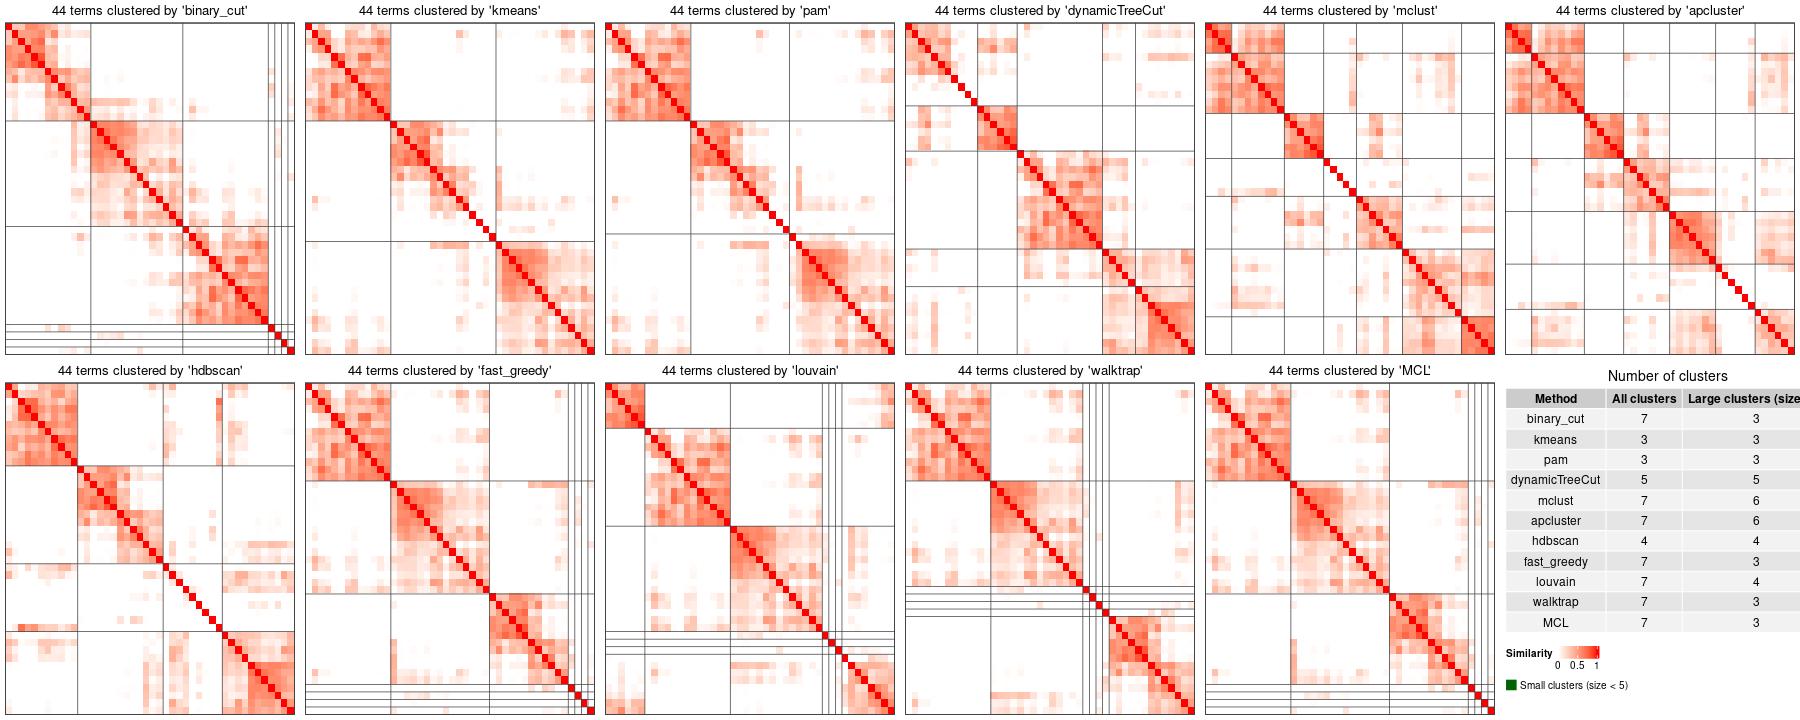 44 terms clustered by 'binary_cut'
44 terms clustered by 'kmeans'
44 terms clustered by 'pam'
44 terms clustered by 'dynamicTreeCut'
44 terms clustered by 'mclust'
44 terms clustered by 'apcluster'
44 terms clustered by 'hdbscan'
44 terms clustered by 'fast_greedy'
44 terms clustered by 'louvain'
44 terms clustered by 'walktrap'
44 terms clustered by 'MCL'
Number of clusters
Method All clusters Large clusters (size
binary_cut 7 3
kmeans 3 3
pam 3 3
dynamicTreeCut 5 5
mclust 7 6
apcluster 7 6
hdbscan 4 4
fast_greedy 7 3
louvain 7 4
walktrap 7 3
MCL 7 3
Similarity
0 0.5 1
Small clusters (size < 5)